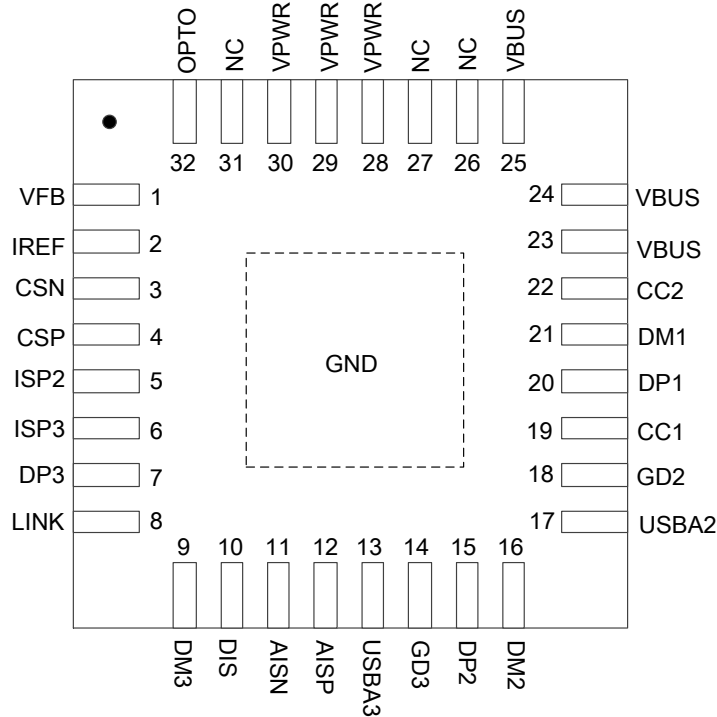 OPTO NC VPWR VPWR VPWR NC NC VBUS
32 31 30 29 28 27 26 25
VFB 1 24 VBUS
IREF 2 23 VBUS
CSN 3 22 CC2
CSP 4 21 DM1
GND
ISP2 5 20 DP1
ISP3 6 19 CC1
DP3 7 18 GD2
LINK 8 17 USBA2
9 10 11 12 13 14 15 16
DM3 DIS AISN AISP USBA3 GD3 DP2 DM2